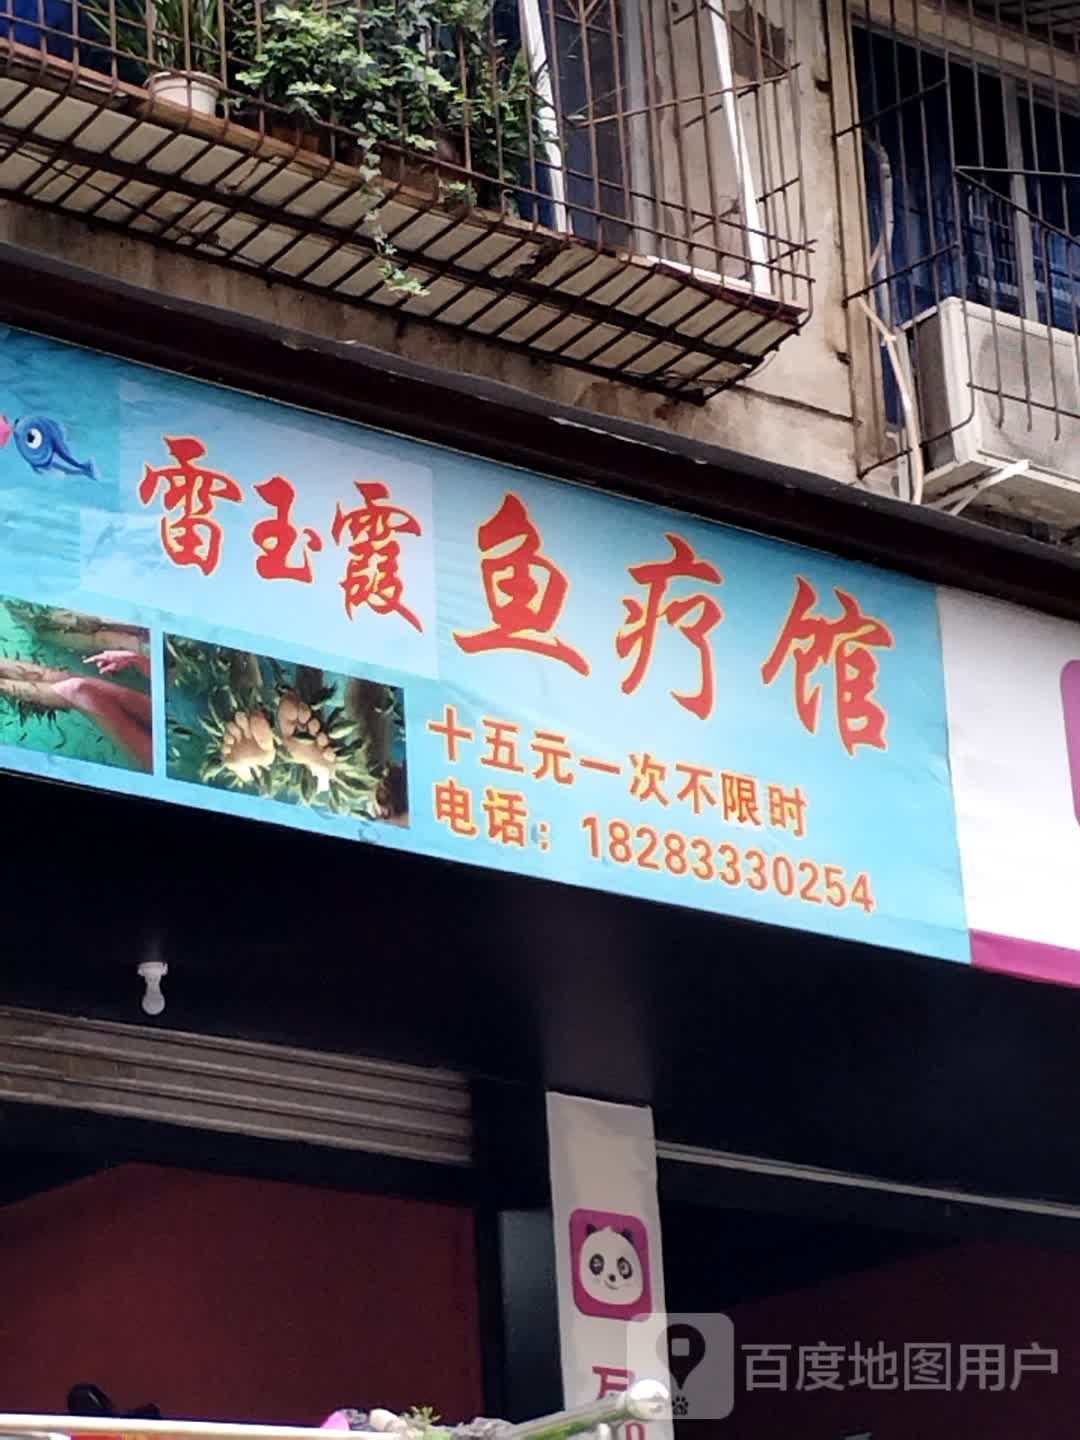 雷玉霞鱼疗馆
十五元一次不限时
电话：18283330254
百度地图用户